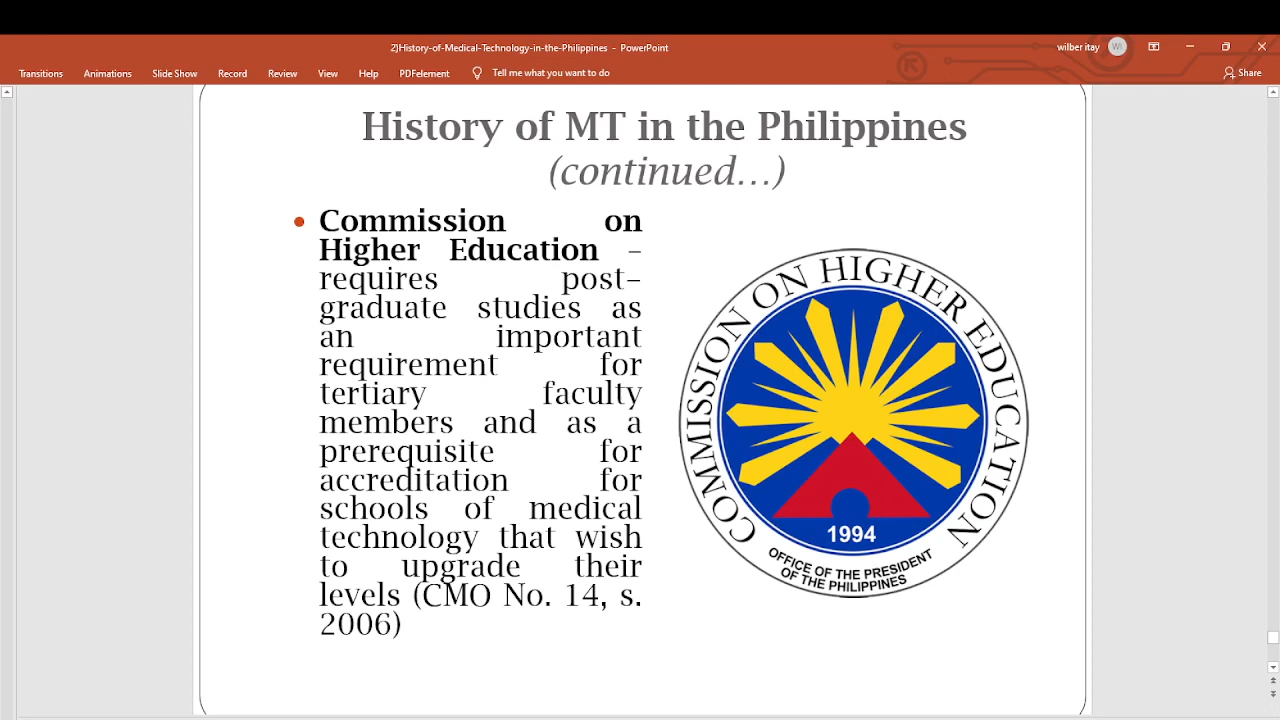 2]History-of-Medical-Technology-in-the-Philippines - PowerPoint
wilber itay
WI
Transitions Animations Slide Show Record Review View Help PDFelement Tell me what you want to do Share
History of MT in the Philippines
(continued...)
Commission on
Higher Education –
requires post–
graduate studies as
an important
requirement for
tertiary faculty
members and as a
prerequisite for
accreditation for
schools of medical
technology that wish
to upgrade their
levels (CMO No. 14, s.
2006)
COMMISSION ON HIGHER EDUCATION
1994
OFFICE OF THE PRESIDENT
OF THE PHILIPPINES